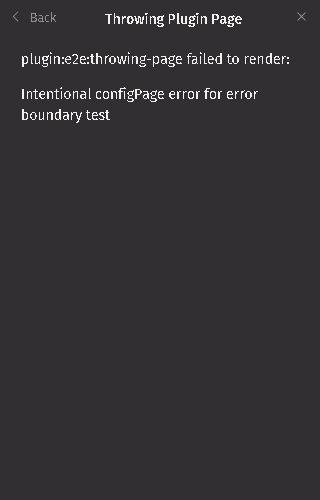 Back
Throwing Plugin Page
plugin:e2e:throwing-page failed to render:
Intentional configPage error for error
boundary test